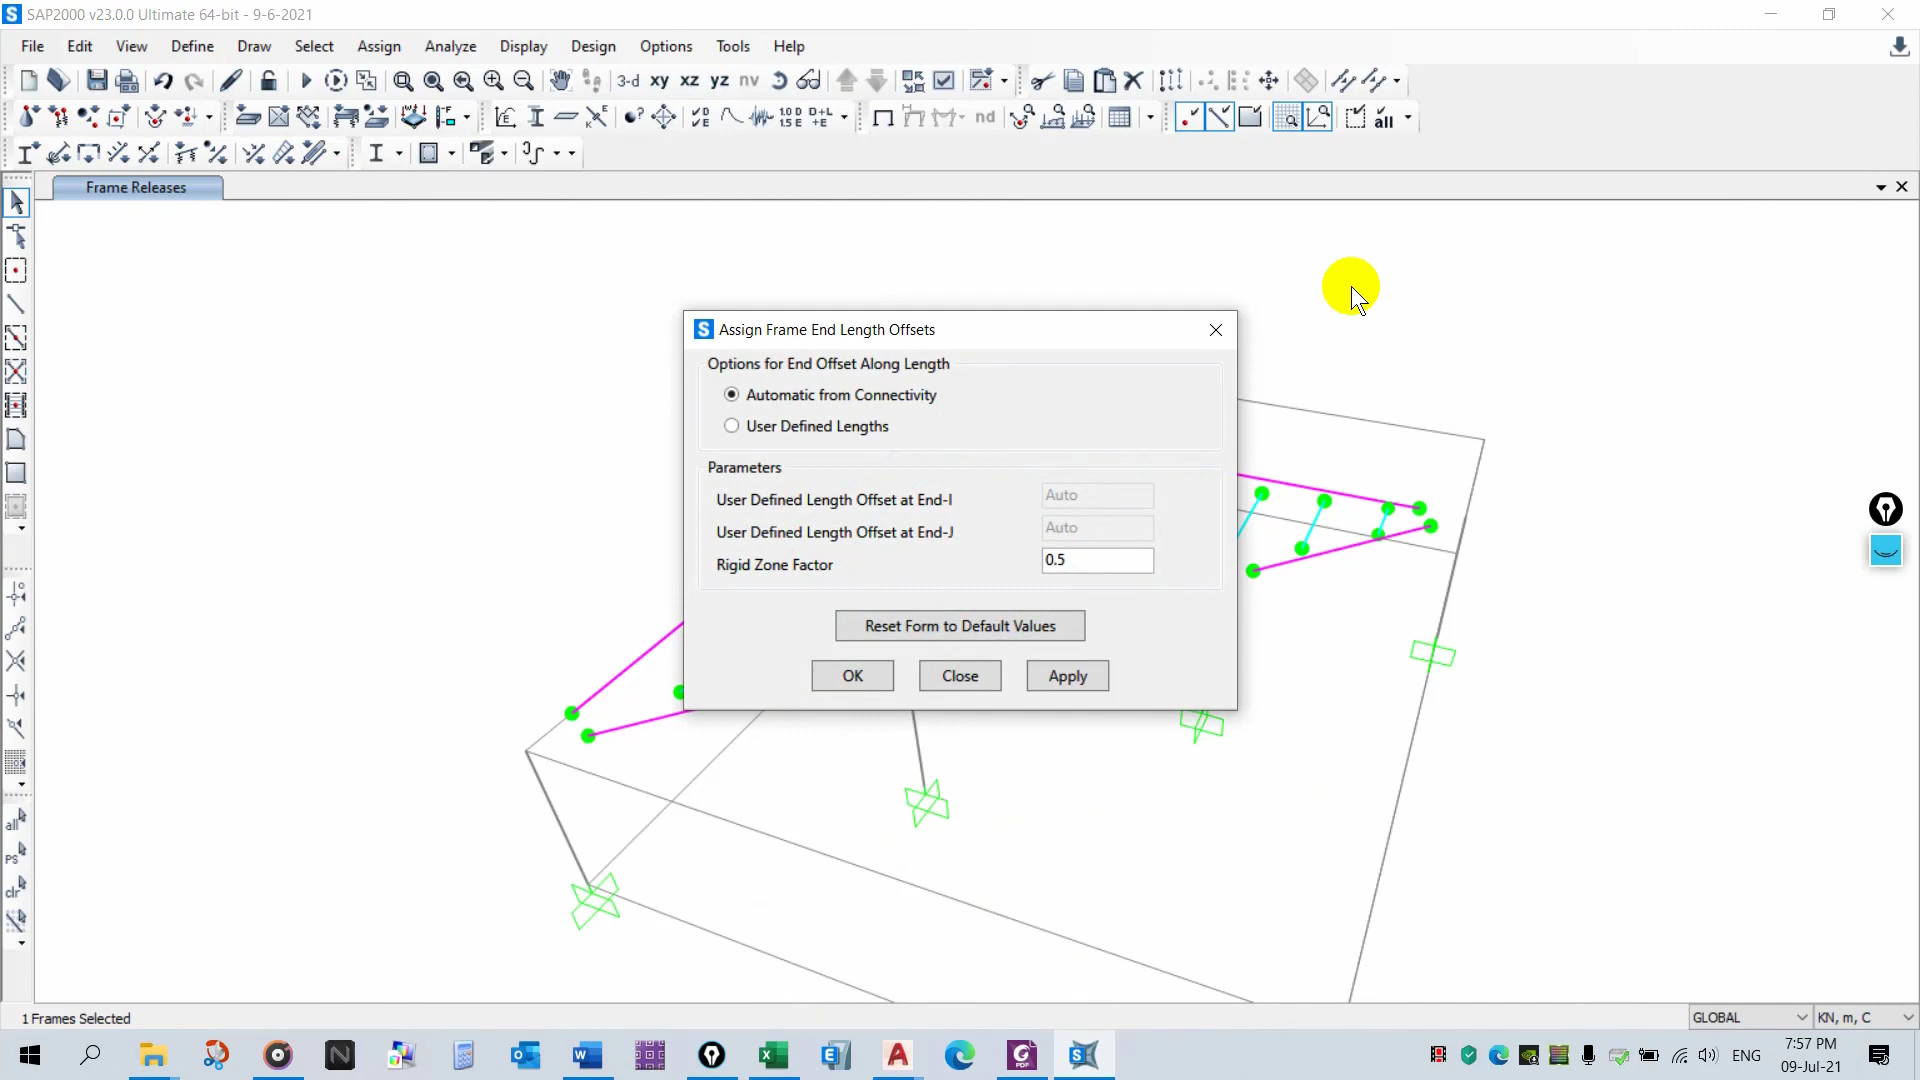 SAP2000 v23.0.0 Ultimate 64-bit - 9-6-2021
File Edit View Define Draw Select Assign Analyze Display Design Options Tools Help
3-d xy xz yz nv
nd
all
Frame Releases
Assign Frame End Length Offsets
Options for End Offset Along Length
Automatic from Connectivity
User Defined Lengths
Parameters
User Defined Length Offset at End-I Auto
User Defined Length Offset at End-J Auto
Rigid Zone Factor 0.5
Reset Form to Default Values
OK Close Apply
all
PS
clr
1 Frames Selected
GLOBAL
KN, m, C
ENG
7:57 PM
09-Jul-21